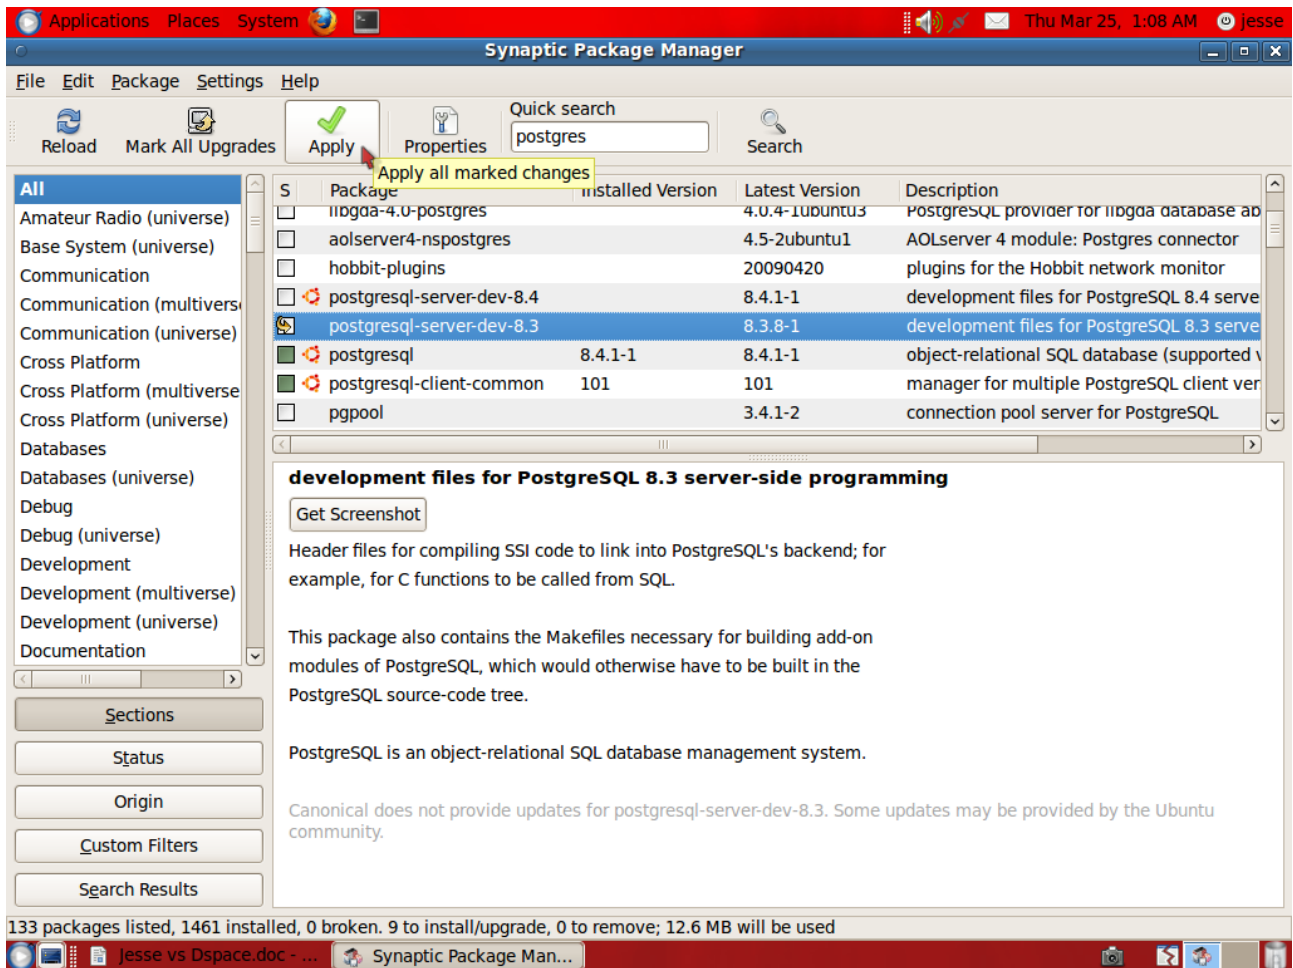 Applications Places System Thu Mar 25, 1:08 AM jesse
Synaptic Package Manager
File Edit Package Settings Help
Quick search
postgres
Reload Mark All Upgrades Apply Properties Search
Apply all marked changes
All
S Package Installed Version Latest Version Description
libgda-4.0-postgres 4.0.4-1ubuntu3 PostgreSQL provider for libgda database ab
aolserver4-nspostgres 4.5-2ubuntu1 AOLserver 4 module: Postgres connector
hobbit-plugins 20090420 plugins for the Hobbit network monitor
postgresql-server-dev-8.4 8.4.1-1 development files for PostgreSQL 8.4 serve
postgresql-server-dev-8.3 8.3.8-1 development files for PostgreSQL 8.3 serve
postgresql 8.4.1-1 8.4.1-1 object-relational SQL database (supported v
postgresql-client-common 101 101 manager for multiple PostgreSQL client ver
pgpool 3.4.1-2 connection pool server for PostgreSQL
Amateur Radio (universe)
Base System (universe)
Communication
Communication (multivers
Communication (universe)
Cross Platform
Cross Platform (multiverse
Cross Platform (universe)
Databases
Databases (universe)
Debug
Debug (universe)
Development
Development (multiverse)
Development (universe)
Documentation
Sections
Status
Origin
Custom Filters
Search Results
development files for PostgreSQL 8.3 server-side programming
Get Screenshot
Header files for compiling SSI code to link into PostgreSQL's backend; for
example, for C functions to be called from SQL.
This package also contains the Makefiles necessary for building add-on
modules of PostgreSQL, which would otherwise have to be built in the
PostgreSQL source-code tree.
PostgreSQL is an object-relational SQL database management system.
Canonical does not provide updates for postgresql-server-dev-8.3. Some updates may be provided by the Ubuntu
community.
133 packages listed, 1461 installed, 0 broken. 9 to install/upgrade, 0 to remove; 12.6 MB will be used
Jesse vs Dspace.doc - ... Synaptic Package Man...